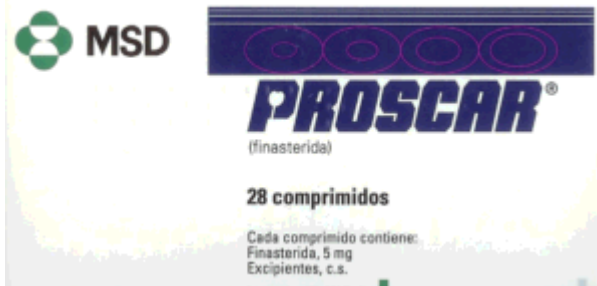 MSD
PROSCAR®
(finasterida)
28 comprimidos
Cada comprimido contiene:
Finasterida, 5 mg
Excipientes, c.s.